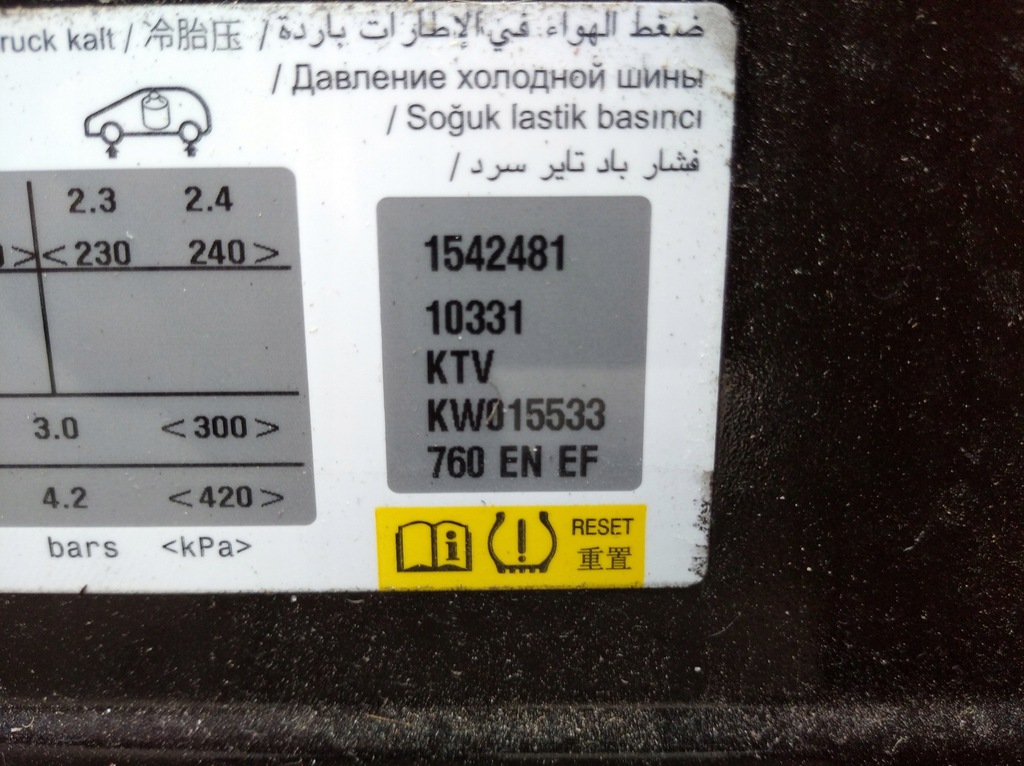 kalt / 冷胎压 / ضغط الهواء في الإطارات باردة
/ Давление холодной шины
/ Soğuk lastik basıncı
/ فشار باد تایر سرد
2.3 2.4
> <230 240>
3.0 <300>
4.2 <420>
bars <kPa>
1542481
10331
KTV
KW015533
760 EN EF
i ! RESET
重置